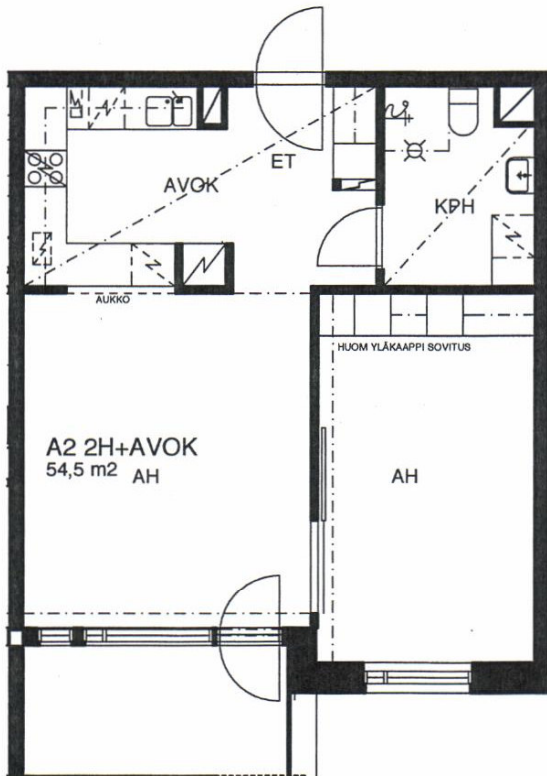 ET
AVOK
KPH
AUKKO
HUOM YLÄKAAPPI SOVITUS
A2 2H+AVOK
54,5 m2
AH
AH